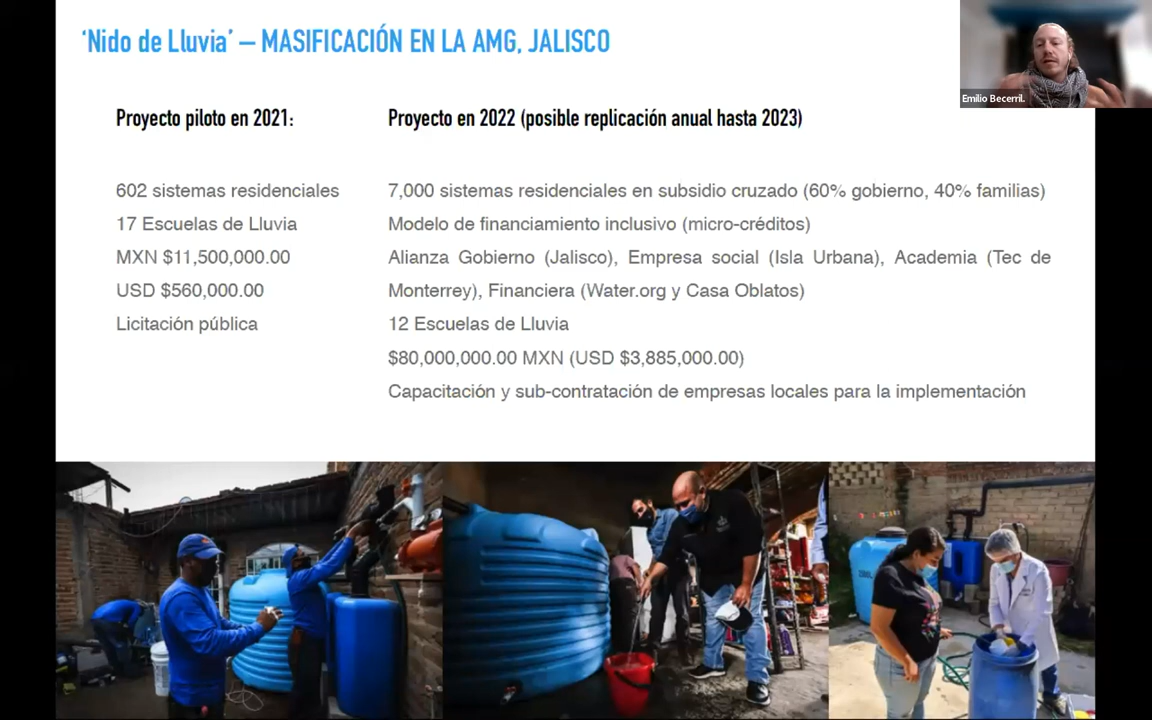 ‘Nido de Lluvia’ – MASIFICACIÓN EN LA AMG, JALISCO
Emilio Becerril.
Proyecto piloto en 2021:
602 sistemas residenciales
17 Escuelas de Lluvia
MXN $11,500,000.00
USD $560,000.00
Licitación pública
Proyecto en 2022 (posible replicación anual hasta 2023)
7,000 sistemas residenciales en subsidio cruzado (60% gobierno, 40% familias)
Modelo de financiamiento inclusivo (micro-créditos)
Alianza Gobierno (Jalisco), Empresa social (Isla Urbana), Academia (Tec de
Monterrey), Financiera (Water.org y Casa Oblatos)
12 Escuelas de Lluvia
$80,000,000.00 MXN (USD $3,885,000.00)
Capacitación y sub-contratación de empresas locales para la implementación